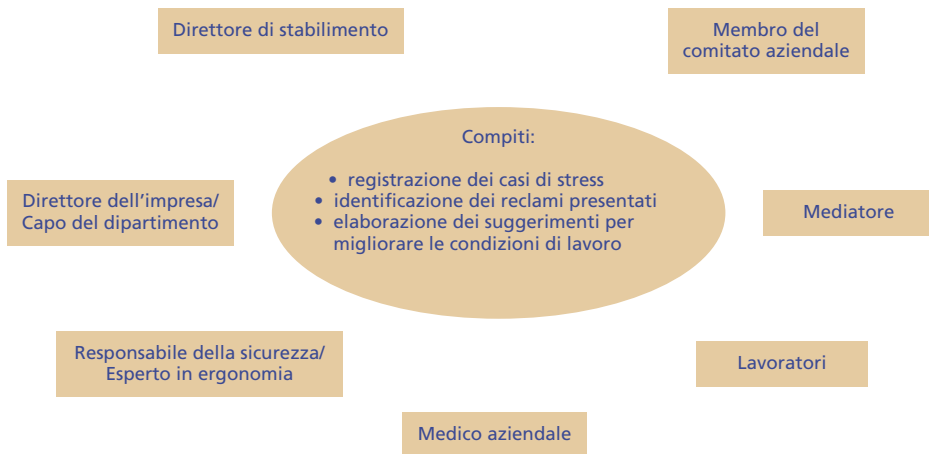 Direttore di stabilimento
Membro del
comitato aziendale
Compiti:
• registrazione dei casi di stress
• identificazione dei reclami presentati
• elaborazione dei suggerimenti per
migliorare le condizioni di lavoro
Direttore dell'impresa/
Capo del dipartimento
Mediatore
Responsabile della sicurezza/
Esperto in ergonomia
Lavoratori
Medico aziendale